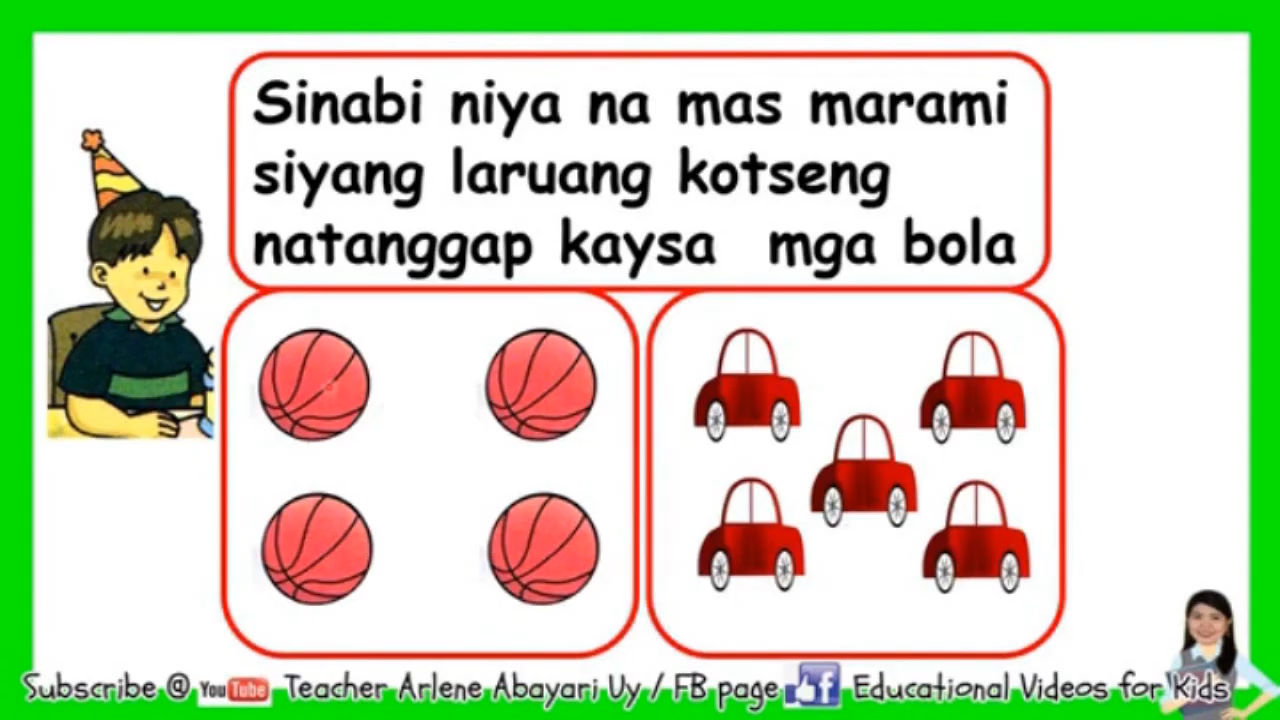 Sinabi niya na mas marami
siyang laruang kotseng
natanggap kaysa mga bola
Subscribe @ YouTube Teacher Arlene Abayari Uy / FB page f Educational Videos for Kids